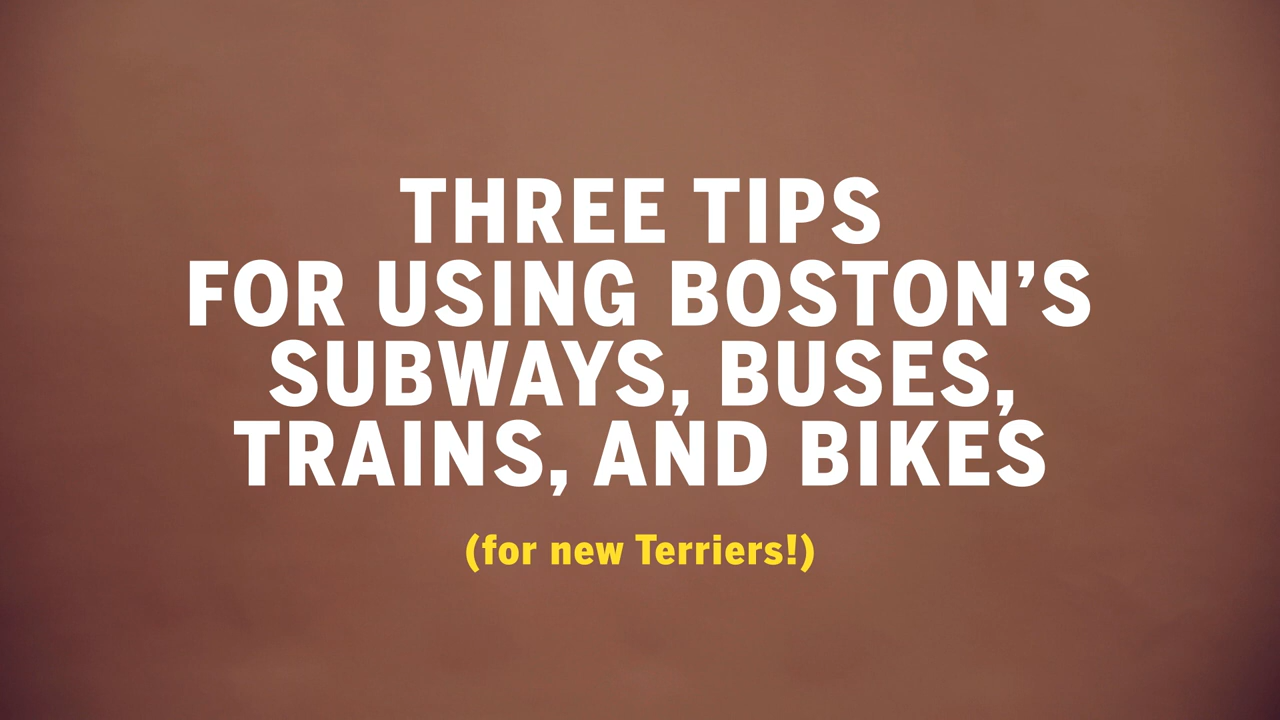 THREE TIPS
FOR USING BOSTON’S
SUBWAYS, BUSES,
TRAINS, AND BIKES
(for new Terriers!)